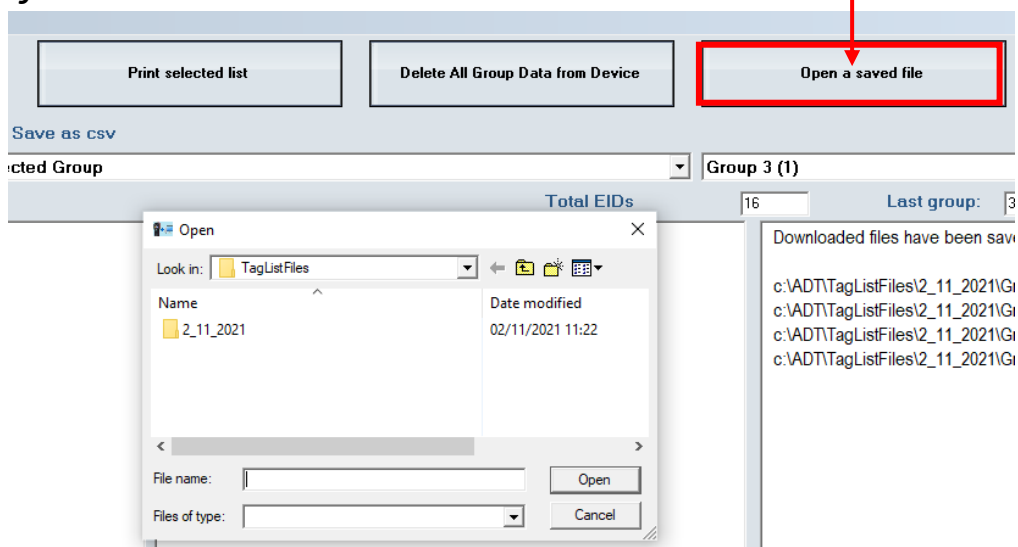 Print selected list
Delete All Group Data from Device
Open a saved file
Save as csv
ected Group
Group 3 (1)
Total EIDs
16
Last group:
3
Open
Look in:
TagListFiles
Name
Date modified
2_11_2021
02/11/2021 11:22
File name:
Open
Files of type:
Cancel
Downloaded files have been save
c:\ADT\TagListFiles\2_11_2021\Gr
c:\ADT\TagListFiles\2_11_2021\Gr
c:\ADT\TagListFiles\2_11_2021\Gr
c:\ADT\TagListFiles\2_11_2021\Gr